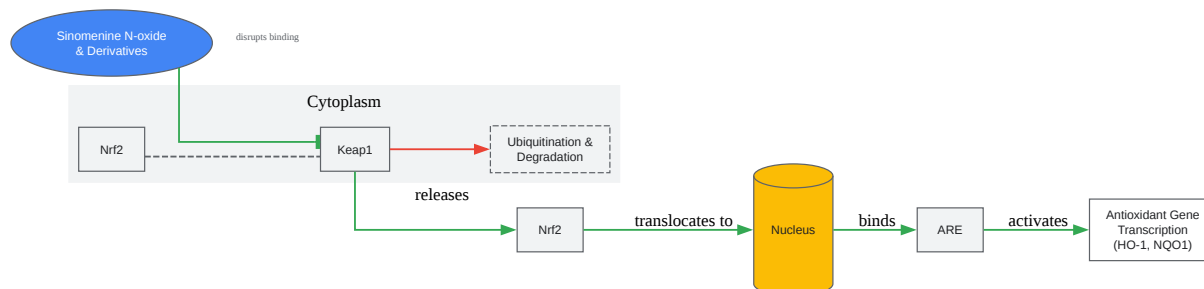 Sinomenine N-oxide
& Derivatives
disrupts binding
Cytoplasm
Nrf2
Keap1
Ubiquitination &
Degradation
releases
Nrf2
translocates to
Nucleus
binds
ARE
activates
Antioxidant Gene
Transcription
(HO-1, NQO1)